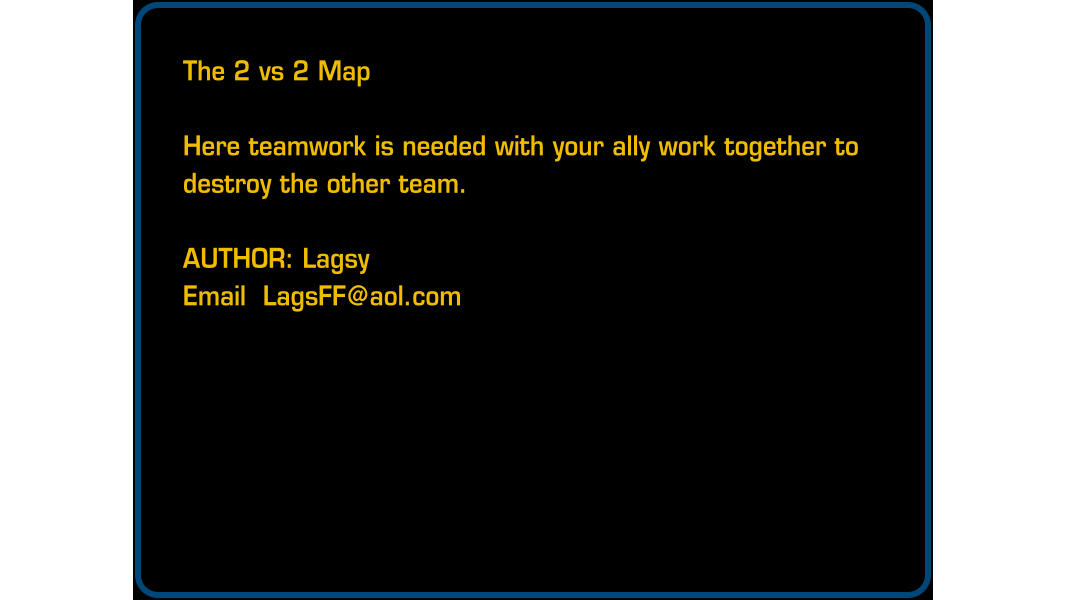 The 2 vs 2 Map
Here teamwork is needed with your ally work together to
destroy the other team.
AUTHOR: Lagsy
Email  LagsFF@aol.com